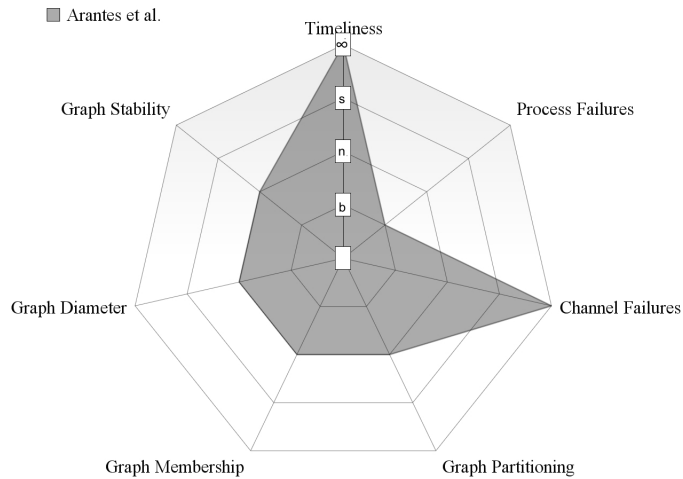 Arantes et al.
Timeliness
∞
Graph Stability
s
Process Failures
n
b
Graph Diameter
Channel Failures
Graph Membership
Graph Partitioning